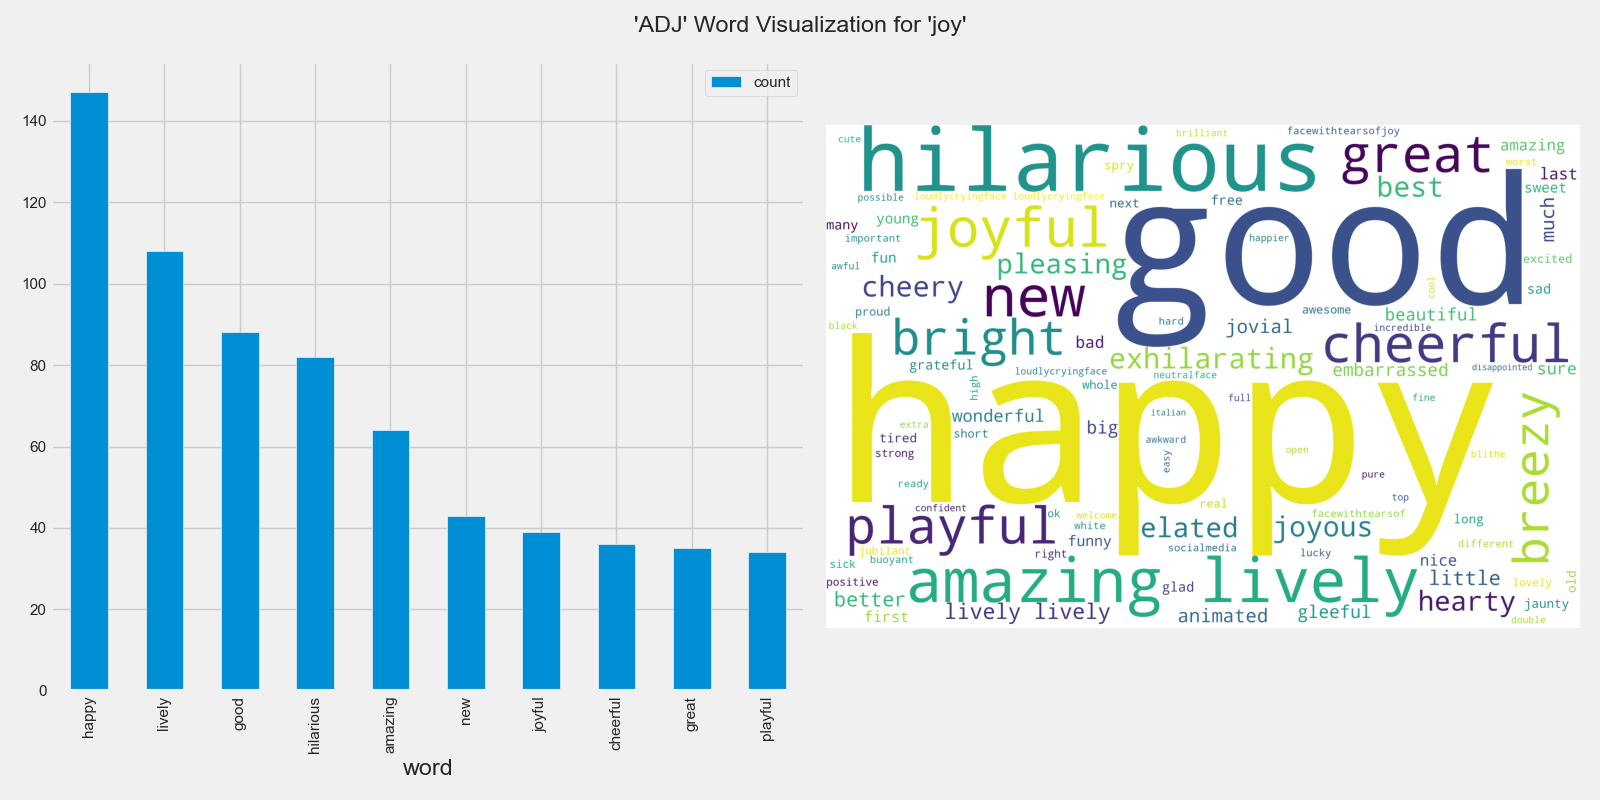 'ADJ' Word Visualization for 'joy'
count
140
120
100
80
60
40
20
0
happy
lively
good
hilarious
amazing
new
joyful
cheerful
great
playful
word
cute
hilarious
brilliant
facewithtearsofjoy
great
amazing
worst
last
spry
best
sweet
possible
loudlycryingface loudlycryingface
next
free
good
much
many
young
joyful
important
happier
awful
fun
pleasing
excited
cheery
new
cool
sad
proud
awesome
beautiful
black
bright
hard
jovial
incredible
cheerful
bad
grateful
exhilarating
loudlycryingface
neutralface
embarrassed
disappointed
sure
high
whole
happy
full
fine
breezy
extra
wonderful
italian
tired
short
big
awkward
strong
easy
open
blithe
pure
ready
top
real
confident
playful
ok
welcome
white
elated
joyous
facewithtearsof
long
jubilant
funny
right
socialmedia
lucky
different
sick
buoyant
nice
positive
amazing
glad
lively
little
lovely
old
better
hearty
jaunty
first
lively lively
animated
gleeful
double